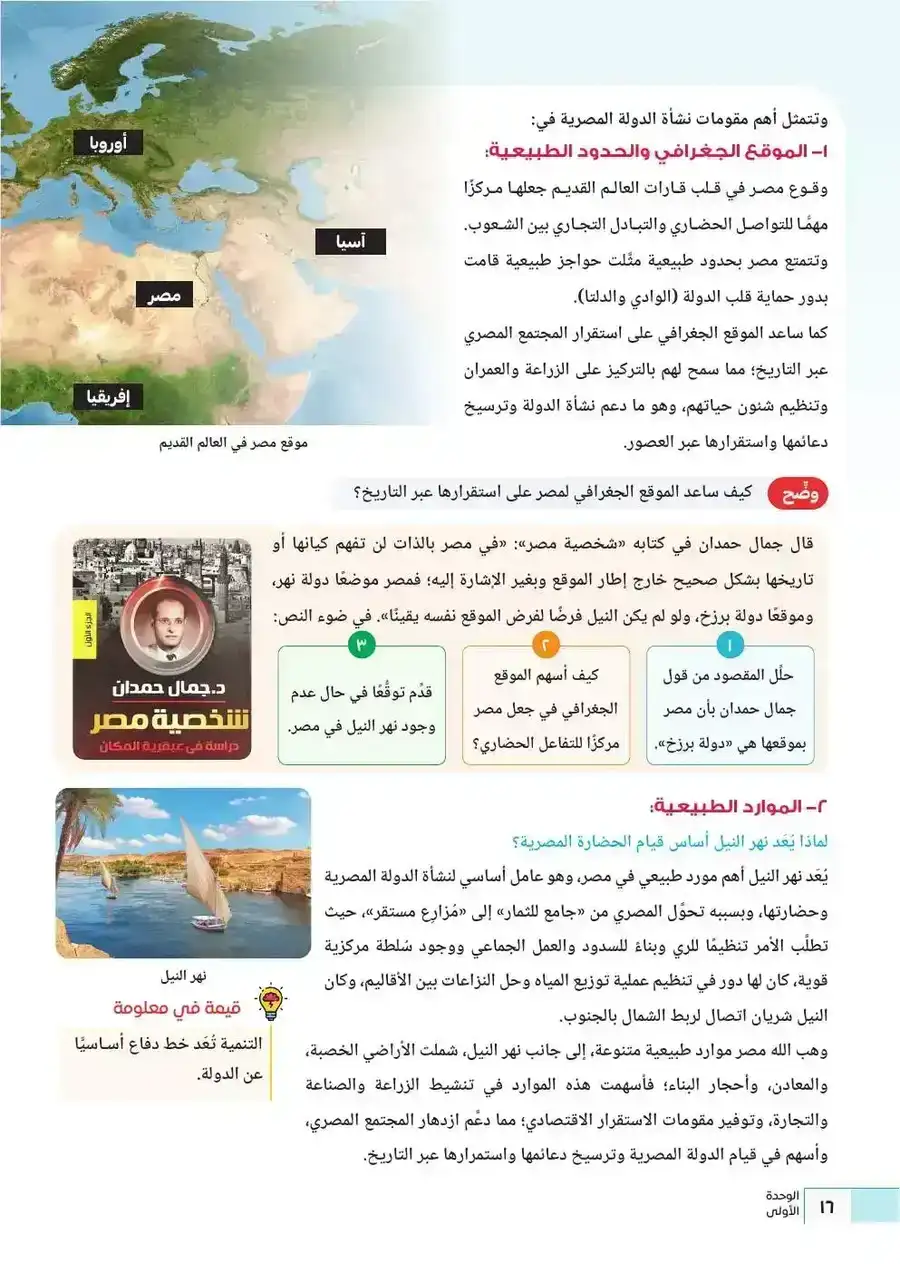 أوروبا
آسيا
مصر
إفريقيا
موقع مصر في العالم القديم
وتتمثل أهم مقومات نشأة الدولة المصرية في:
١- الموقع الجغرافي والحدود الطبيعية:
وقوع مصر في قلب قارات العالم القديم جعلها مركزًا
مهمًّا للتواصل الحضاري والتبادل التجاري بين الشعوب.
وتتمتع مصر بحدود طبيعية مثَّلت حواجز طبيعية قامت
بدور حماية قلب الدولة (الوادي والدلتا).
كما ساعد الموقع الجغرافي على استقرار المجتمع المصري
عبر التاريخ؛ مما سمح لهم بالتركيز على الزراعة والعمران
وتنظيم شئون حياتهم، وهو ما دعم نشأة الدولة وترسيخ
دعائمها واستقرارها عبر العصور.
وضِّح كيف ساعد الموقع الجغرافي لمصر على استقرارها عبر التاريخ؟
قال جمال حمدان في كتابه «شخصية مصر»: «في مصر بالذات لن تفهم كيانها أو
تاريخها بشكل صحيح خارج إطار الموقع وبغير الإشارة إليه؛ فمصر موضعًا دولة نهر،
وموقعًا دولة برزخ، ولو لم يكن النيل فرضًا لفرض الموقع نفسه يقينًا». في ضوء النص:
١
حلِّل المقصود من قول
جمال حمدان بأن مصر
بموقعها هي «دولة برزخ».
٢
كيف أسهم الموقع
الجغرافي في جعل مصر
مركزًا للتفاعل الحضاري؟
٣
قدِّم توقُّعًا في حال عدم
وجود نهر النيل في مصر.
الجزء الأول
د.جمال حمدان
شخصية مصر
دراسة في عبقرية المكان
٢- الموارد الطبيعية:
لماذا يُعَد نهر النيل أساس قيام الحضارة المصرية؟
يُعَد نهر النيل أهم مورد طبيعي في مصر، وهو عامل أساسي لنشأة الدولة المصرية
وحضارتها، وبسببه تحوَّل المصري من «جامع للثمار» إلى «مُزارِع مستقر»، حيث
تطلَّب الأمر تنظيمًا للري وبناءً للسدود والعمل الجماعي ووجود سُلطة مركزية
قوية، كان لها دور في تنظيم عملية توزيع المياه وحل النزاعات بين الأقاليم، وكان
النيل شريان اتصال لربط الشمال بالجنوب.
وهب الله مصر موارد طبيعية متنوعة، إلى جانب نهر النيل، شملت الأراضي الخصبة،
والمعادن، وأحجار البناء؛ فأسهمت هذه الموارد في تنشيط الزراعة والصناعة
والتجارة، وتوفير مقومات الاستقرار الاقتصادي؛ مما دعَّم ازدهار المجتمع المصري،
وأسهم في قيام الدولة المصرية وترسيخ دعائمها واستمرارها عبر التاريخ.
نهر النيل
قيمة في معلومة
التنمية تُعَد خط دفاع أساسيًّا
عن الدولة.
١٦
الوحدة
الأولى